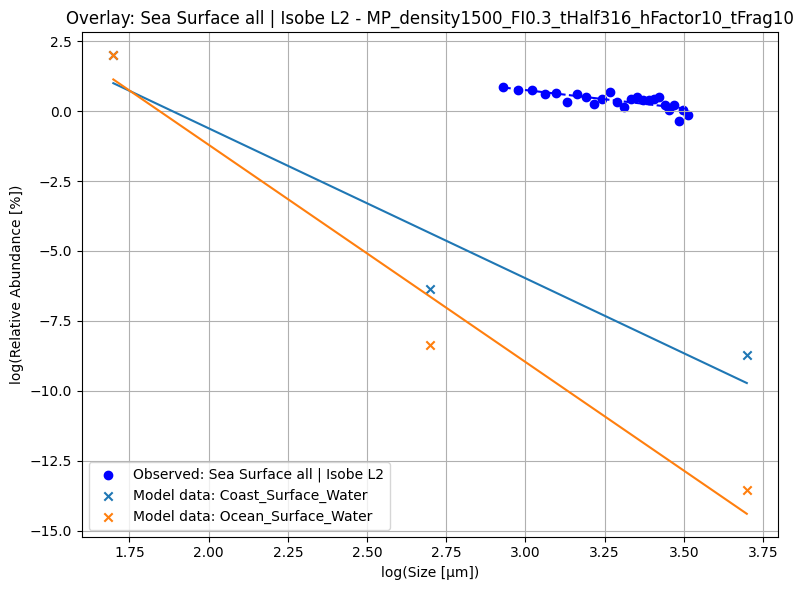 Overlay: Sea Surface all | Isobe L2 - MP_density1500_FI0.3_tHalf316_hFactor10_tFrag10
2.5
0.0
−2.5
−5.0
−7.5
−10.0
−12.5
−15.0
log(Relative Abundance [%])
Observed: Sea Surface all | Isobe L2
Model data: Coast_Surface_Water
Model data: Ocean_Surface_Water
1.75 2.00 2.25 2.50 2.75 3.00 3.25 3.50 3.75
log(Size [μm])